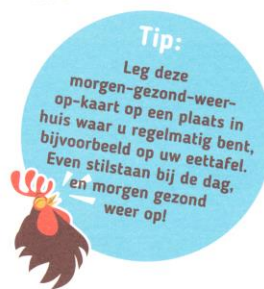 Tip:
Leg deze
morgen-gezond-weer-
op-kaart op een plaats in
huis waar u regelmatig bent,
bijvoorbeeld op uw eettafel.
Even stilstaan bij de dag,
en morgen gezond
weer op!